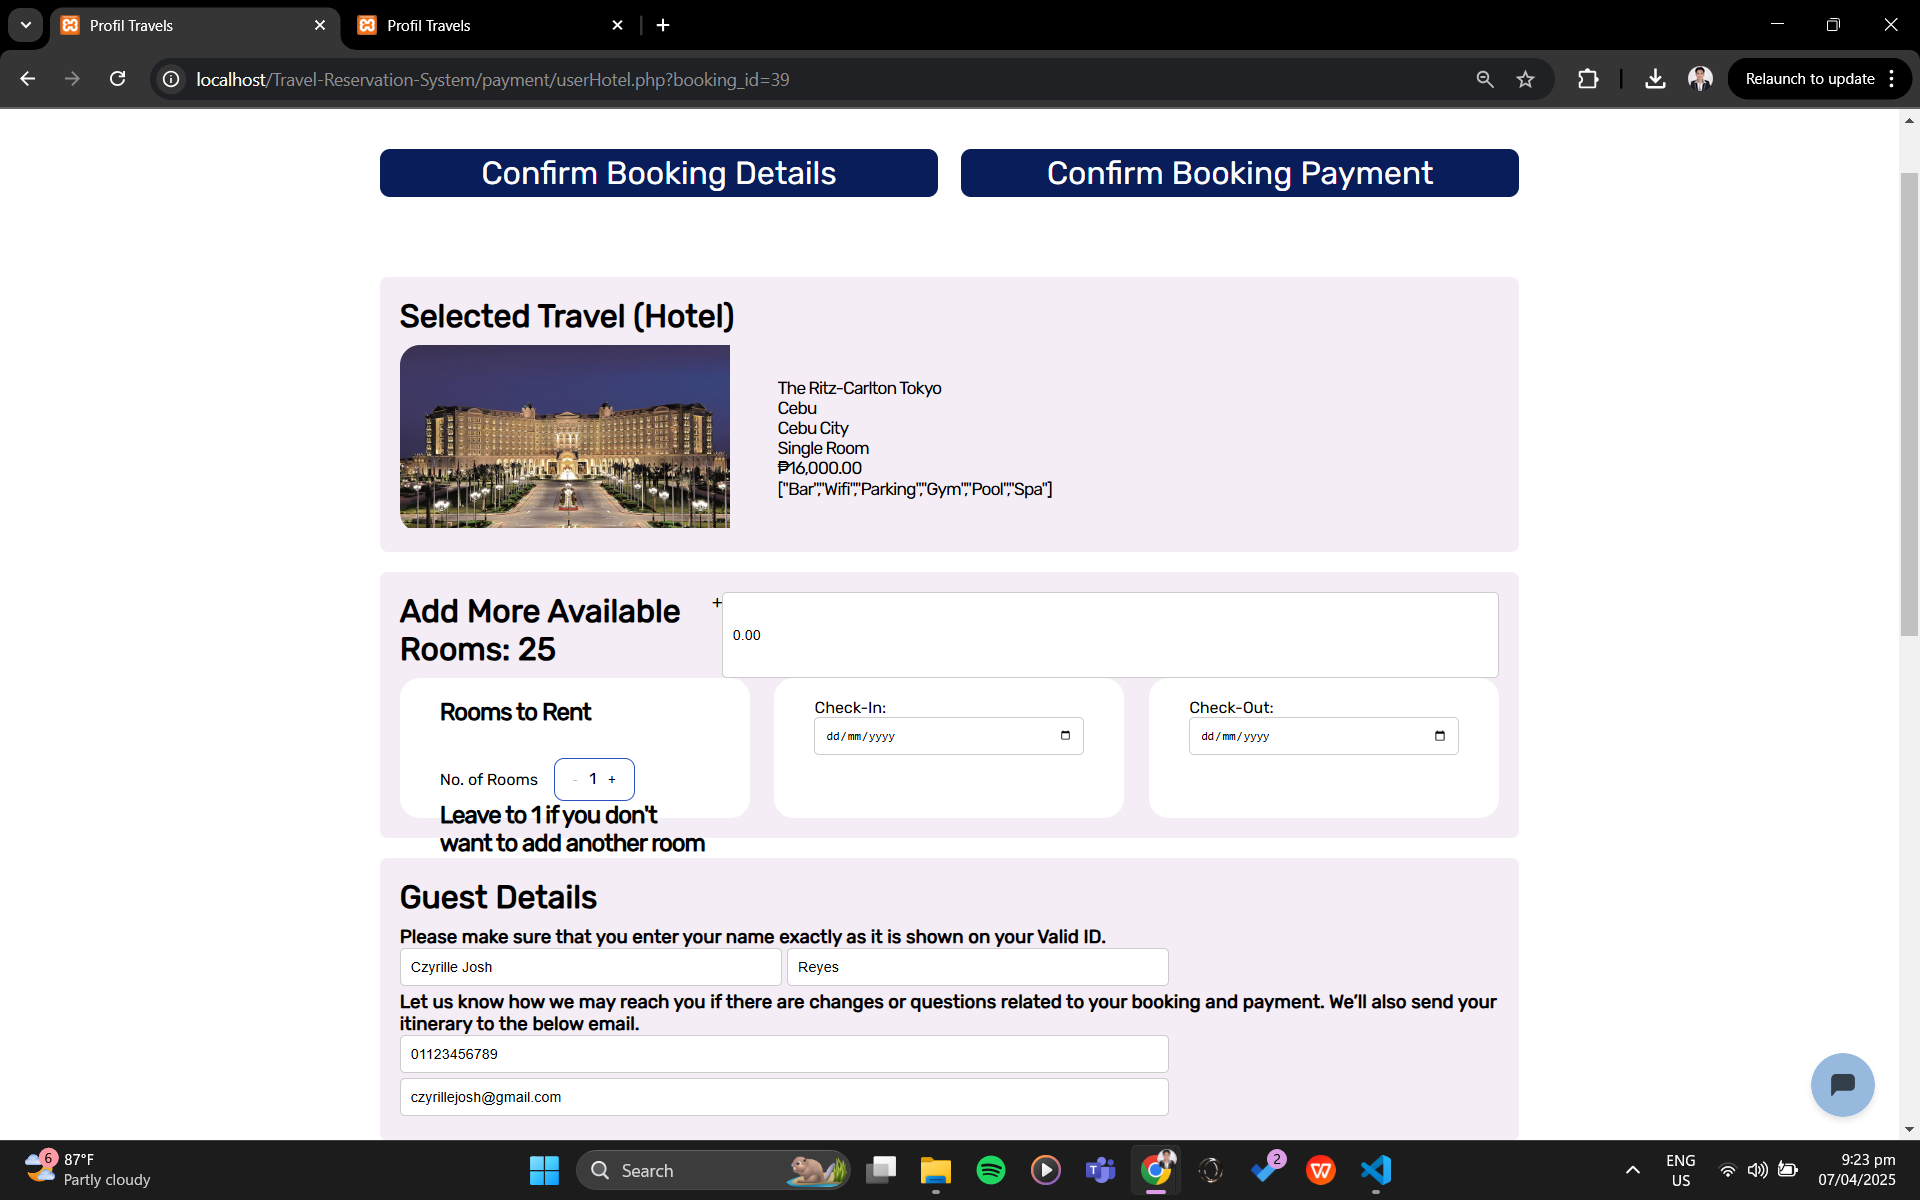 Profil Travels
Profil Travels
localhost/Travel-Reservation-System/payment/userHotel.php?booking_id=39
Relaunch to update
Confirm Booking Details
Confirm Booking Payment
Selected Travel (Hotel)
The Ritz-Carlton Tokyo
Cebu
Cebu City
Single Room
₱16,000.00
["Bar","Wifi","Parking","Gym","Pool","Spa"]
Add More Available
Rooms: 25
+
0.00
Rooms to Rent
No. of Rooms
- 1 +
Leave to 1 if you don't
want to add another room
Check-In:
dd/mm/yyyy
Check-Out:
dd/mm/yyyy
Guest Details
Please make sure that you enter your name exactly as it is shown on your Valid ID.
Czyrille Josh
Reyes
Let us know how we may reach you if there are changes or questions related to your booking and payment. We’ll also send your
itinerary to the below email.
01123456789
czyrillejosh@gmail.com
6
87°F
Partly cloudy
Search
2
ENG
US
9:23 pm
07/04/2025